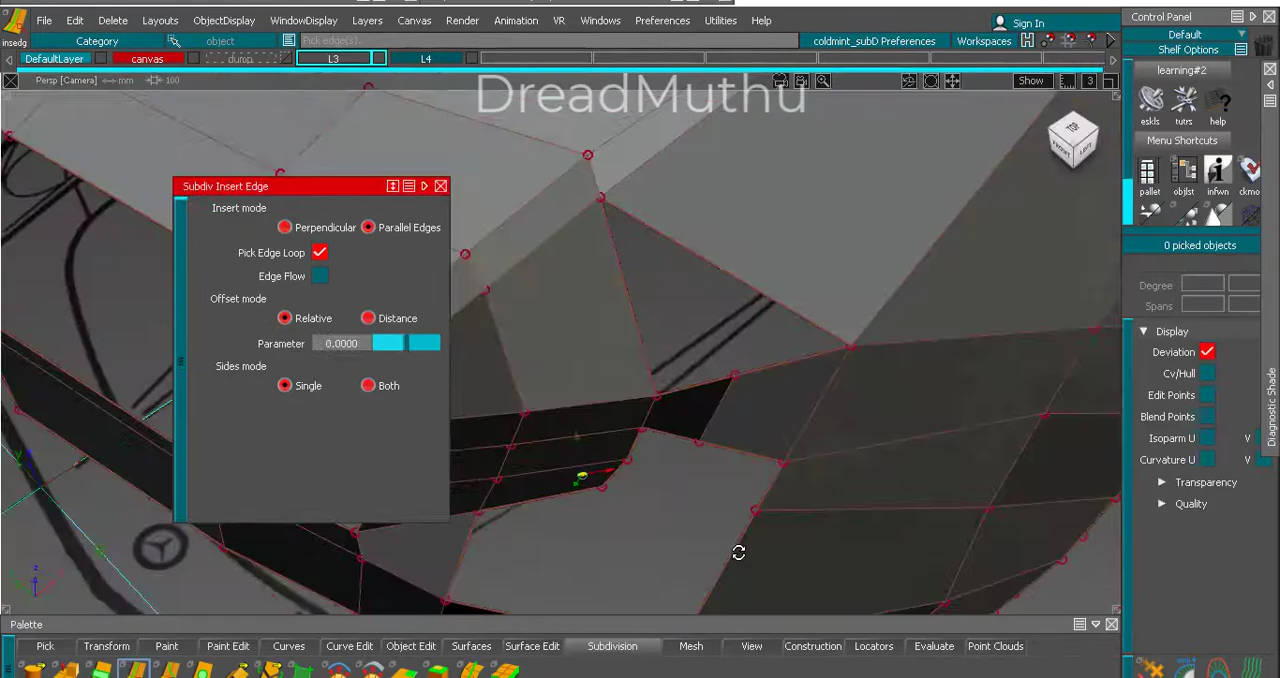 File Edit Delete Layouts ObjectDisplay WindowDisplay Layers Canvas Render Animation VR Windows Preferences Utilities Help
Sign In
Control Panel
insedg
Category
object
Pick edge(s).
coldmint_subD Preferences
Workspaces
Default
Shelf Options
DefaultLayer
canvas
dump
L3
L4
Persp [Camera]
mm
100
Show
3
learning#2
DreadMuthu
eskls
tutrs
help
Menu Shortcuts
TOP
FRONT
LEFT
pallet
objlst
infwn
ckmo
Subdiv Insert Edge
Insert mode
Perpendicular
Parallel Edges
Pick Edge Loop
Edge Flow
Offset mode
Relative
Distance
Parameter
0.0000
Sides mode
Single
Both
0 picked objects
Degree
Spans
Display
Deviation
Cv/Hull
Edit Points
Blend Points
Isoparm U
V
Curvature U
V
Transparency
Quality
Diagnostic Shade
y
z
Palette
Pick Transform Paint Paint Edit Curves Curve Edit Object Edit Surfaces Surface Edit Subdivision Mesh View Construction Locators Evaluate Point Clouds